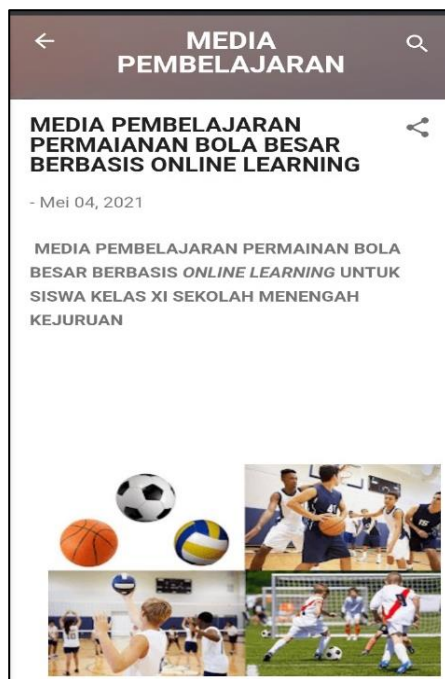 MEDIA
PEMBELAJARAN
MEDIA PEMBELAJARAN
PERMAIANAN BOLA BESAR
BERBASIS ONLINE LEARNING
- Mei 04, 2021
MEDIA PEMBELAJARAN PERMAINAN BOLA
BESAR BERBASIS ONLINE LEARNING UNTUK
SISWA KELAS XI SEKOLAH MENENGAH
KEJURUAN